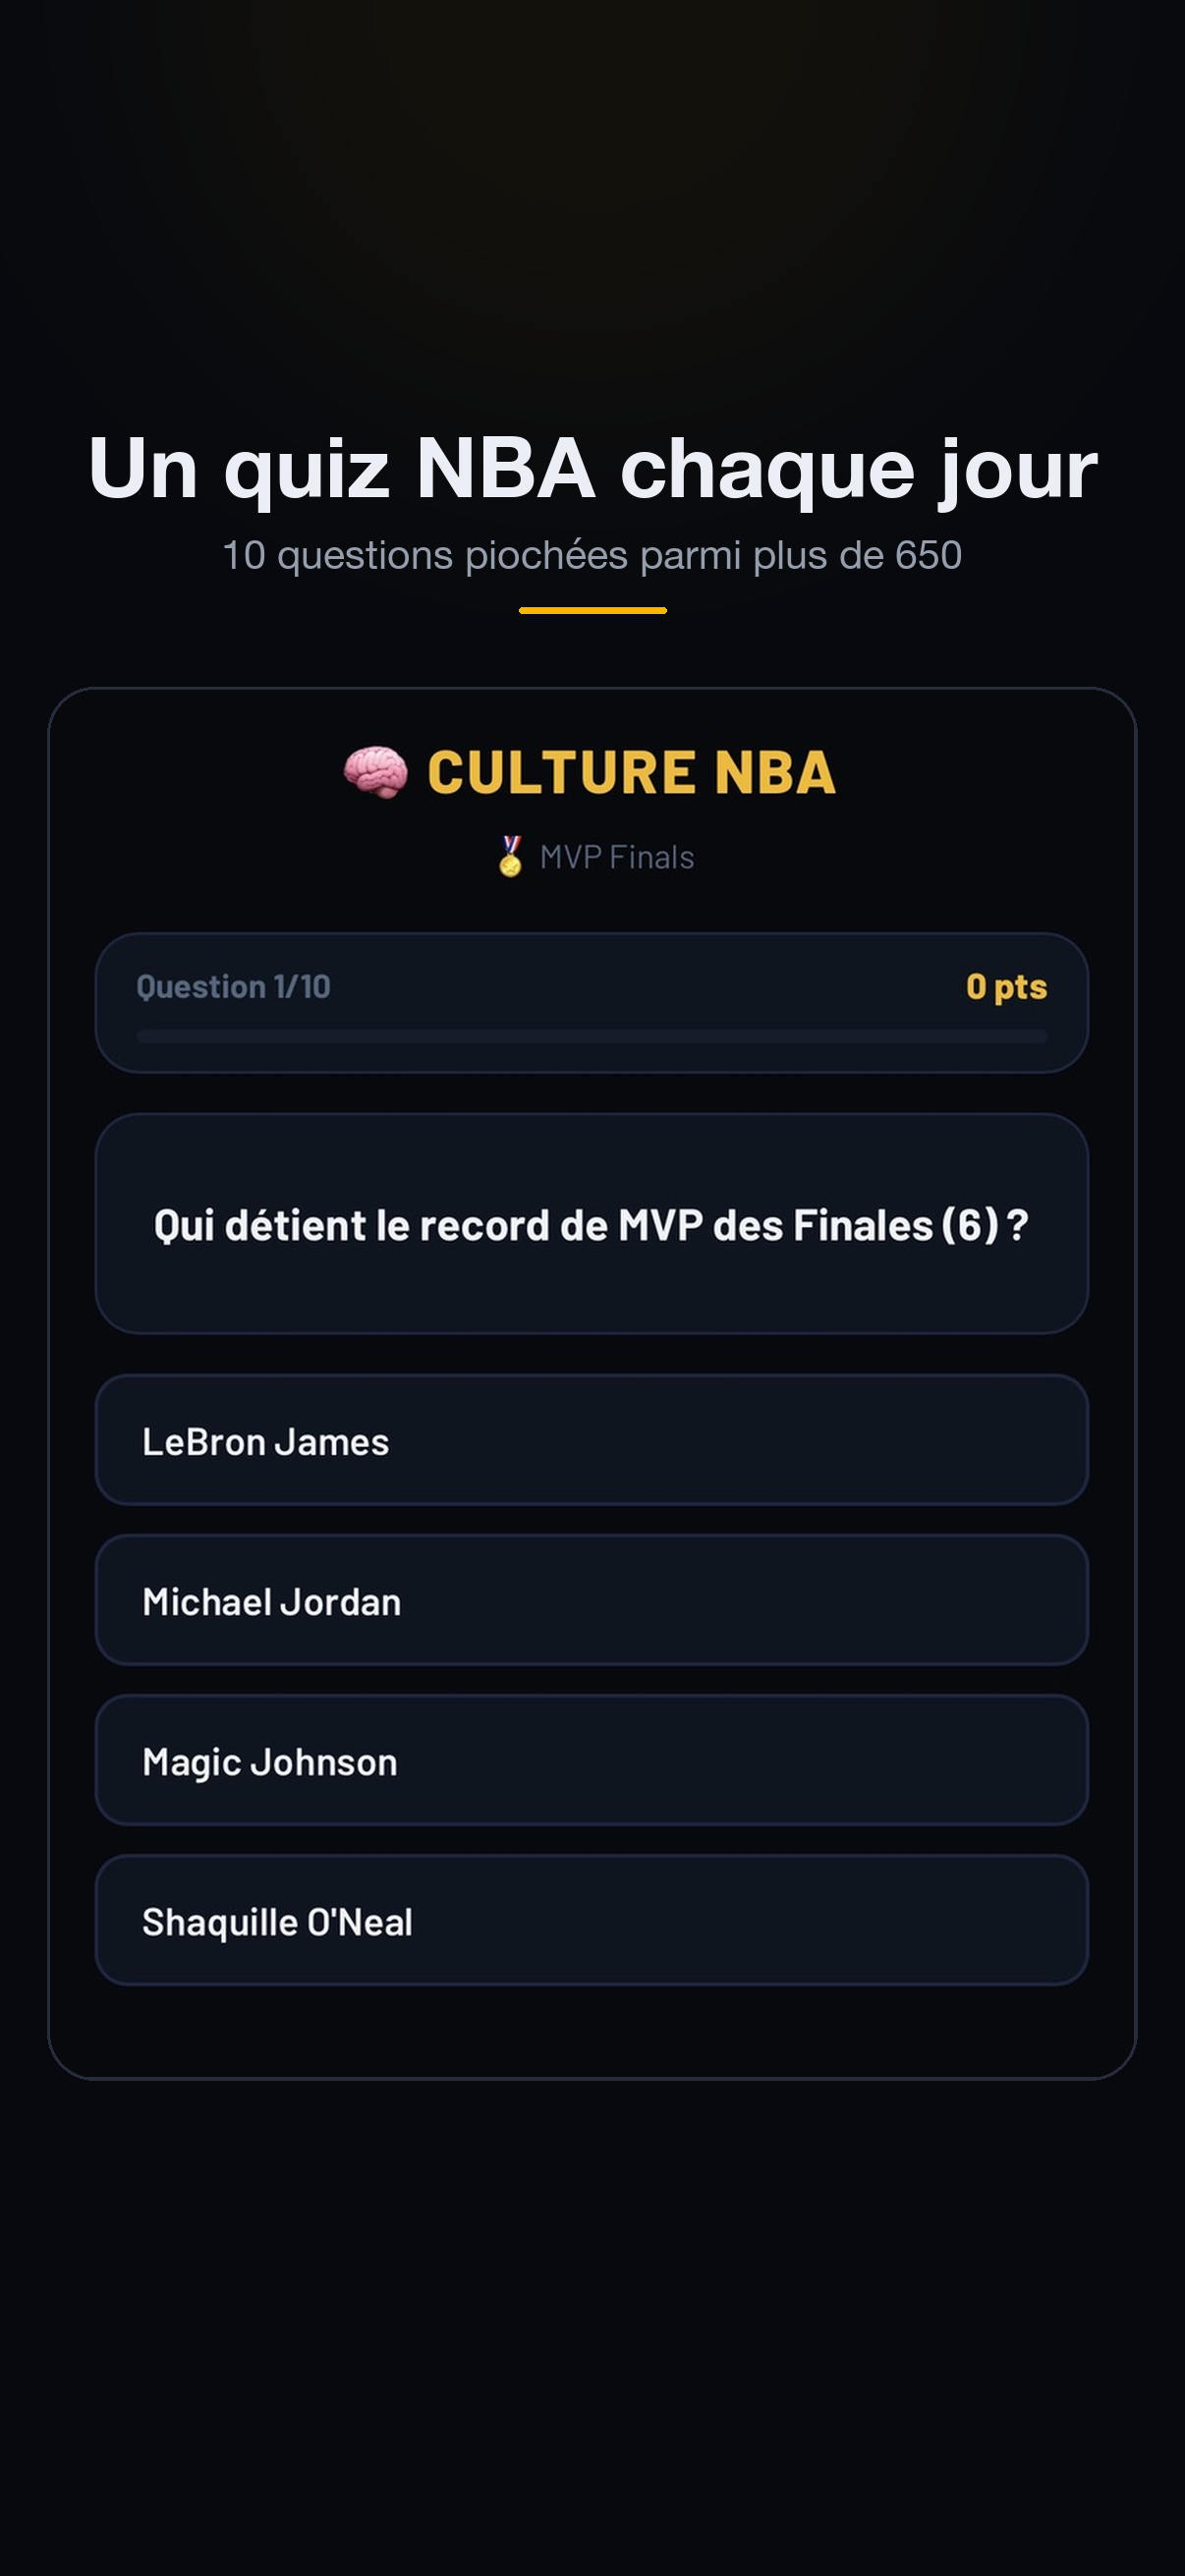 Un quiz NBA chaque jour
10 questions piochées parmi plus de 650
CULTURE NBA
MVP Finals
Question 1/10
0 pts
Qui détient le record de MVP des Finales (6) ?
LeBron James
Michael Jordan
Magic Johnson
Shaquille O'Neal